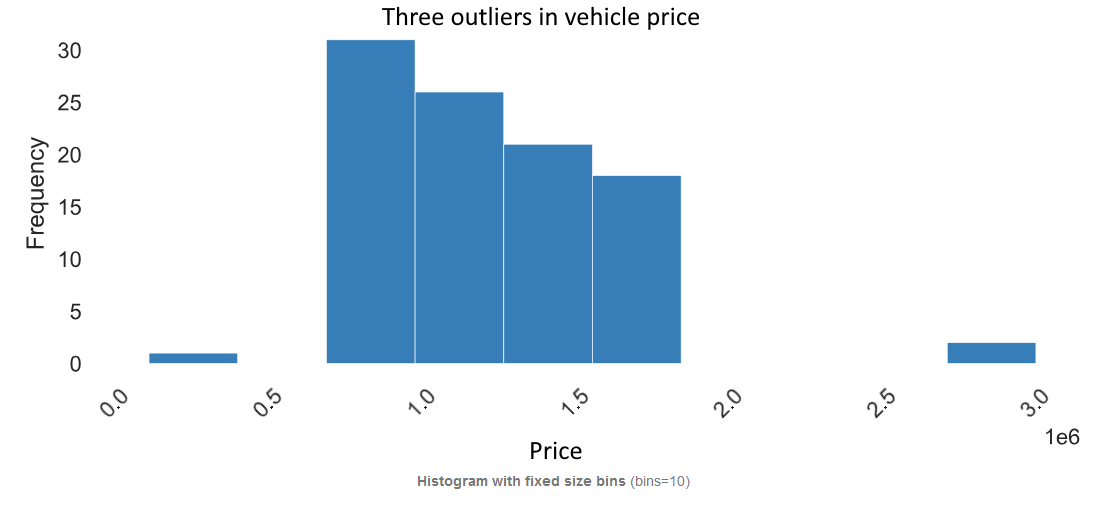 Three outliers in vehicle price
30
25
20
15
10
5
0
Frequency
0.0
0.5
1.0
1.5
2.0
2.5
3.0
1e6
Price
Histogram with fixed size bins (bins=10)